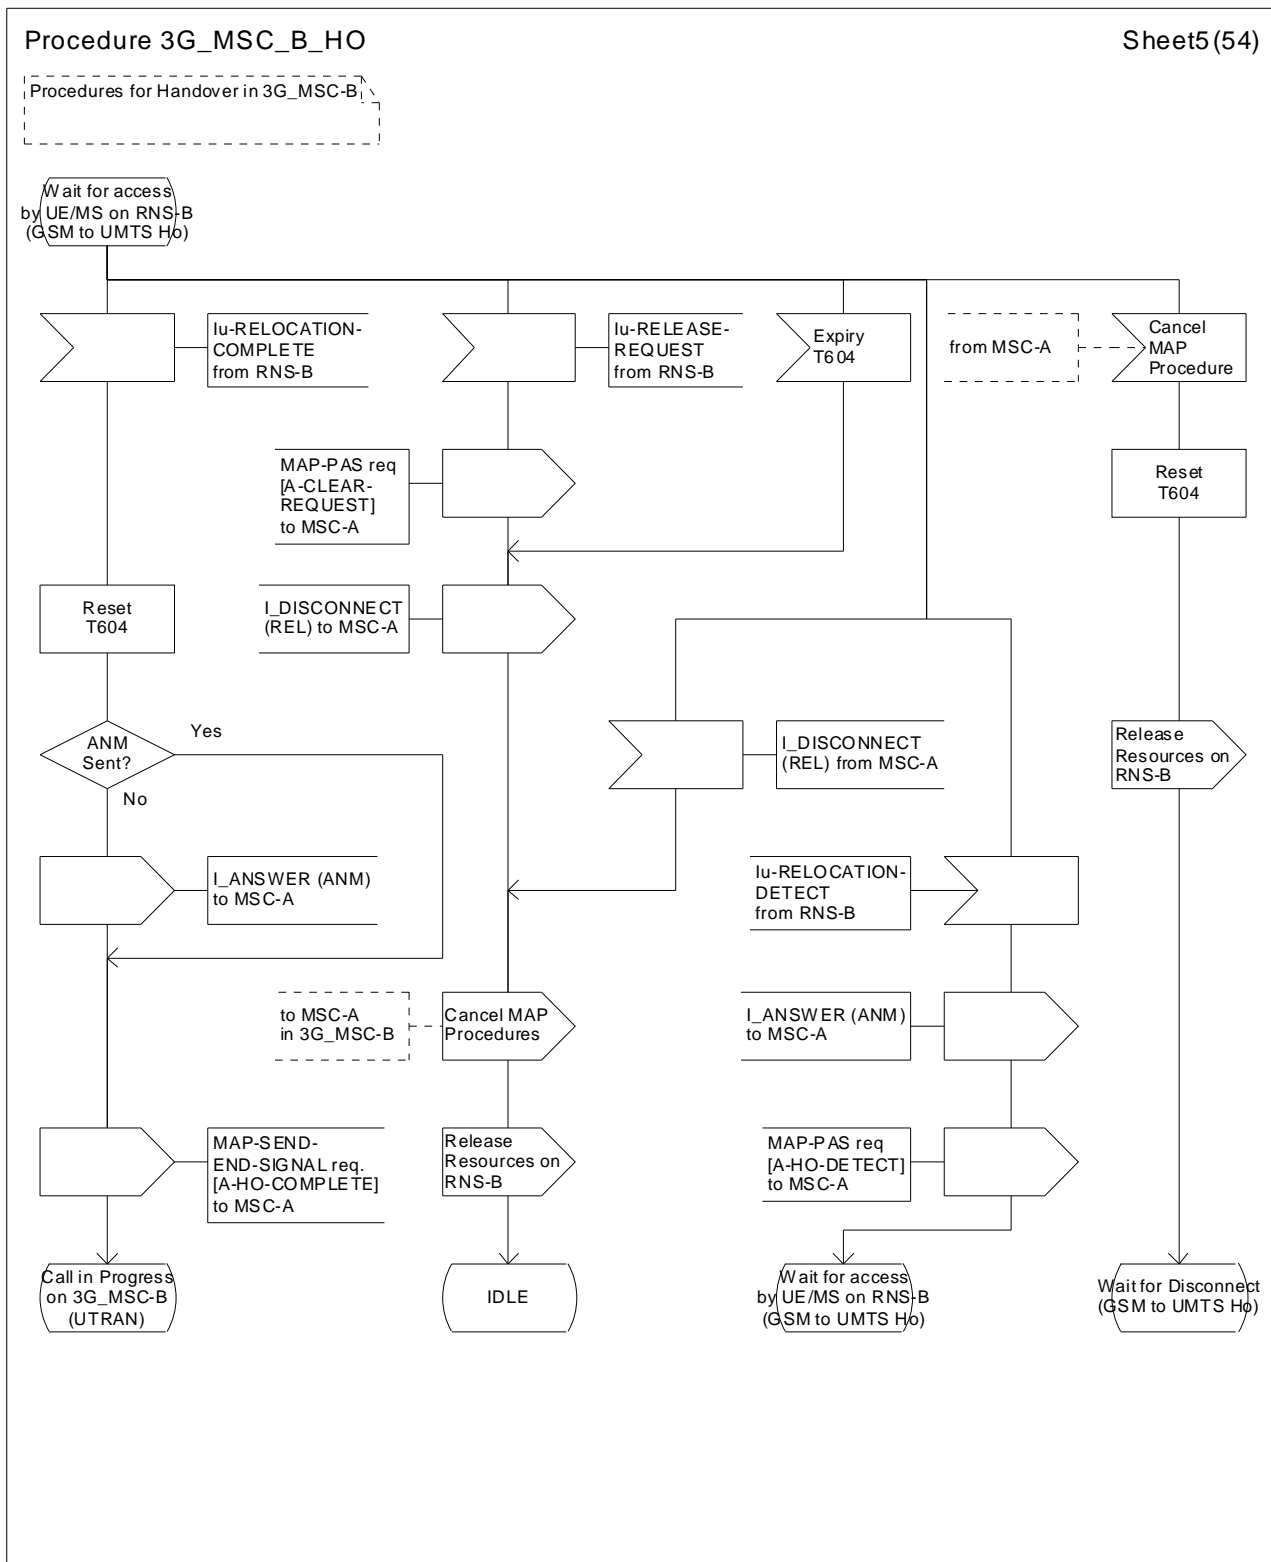 Procedure 3G_MSC_B_HO
Sheet5(54)
Procedures for Handover in 3G_MSC-B
Wait for access
by UE/MS on RNS-B
(GSM to UMTS Ho)
Iu-RELOCATION-
COMPLETE
from RNS-B
Iu-RELEASE-
REQUEST
from RNS-B
Expiry
T604
from MSC-A
Cancel
MAP
Procedure
MAP-PAS req
[A-CLEAR-
REQUEST]
to MSC-A
Reset
T604
Reset
T604
I_DISCONNECT
(REL) to MSC-A
ANM
Sent?
Yes
No
I_DISCONNECT
(REL) from MSC-A
Release
Resources on
RNS-B
I_ANSWER (ANM)
to MSC-A
Iu-RELOCATION-
DETECT
from RNS-B
to MSC-A
in 3G_MSC-B
Cancel MAP
Procedures
I_ANSWER (ANM)
to MSC-A
MAP-SEND-
END-SIGNAL req.
[A-HO-COMPLETE]
to MSC-A
Release
Resources on
RNS-B
MAP-PAS req
[A-HO-DETECT]
to MSC-A
Call in Progress
on 3G_MSC-B
(UTRAN)
IDLE
Wait for access
by UE/MS on RNS-B
(GSM to UMTS Ho)
Wait for Disconnect
(GSM to UMTS Ho)